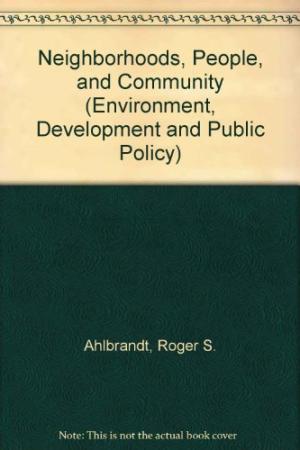 Neighborhoods, People,
and Community
(Environment,
Development and Public
Policy)
Ahlbrandt, Roger S.
Note: This is not the actual book cover